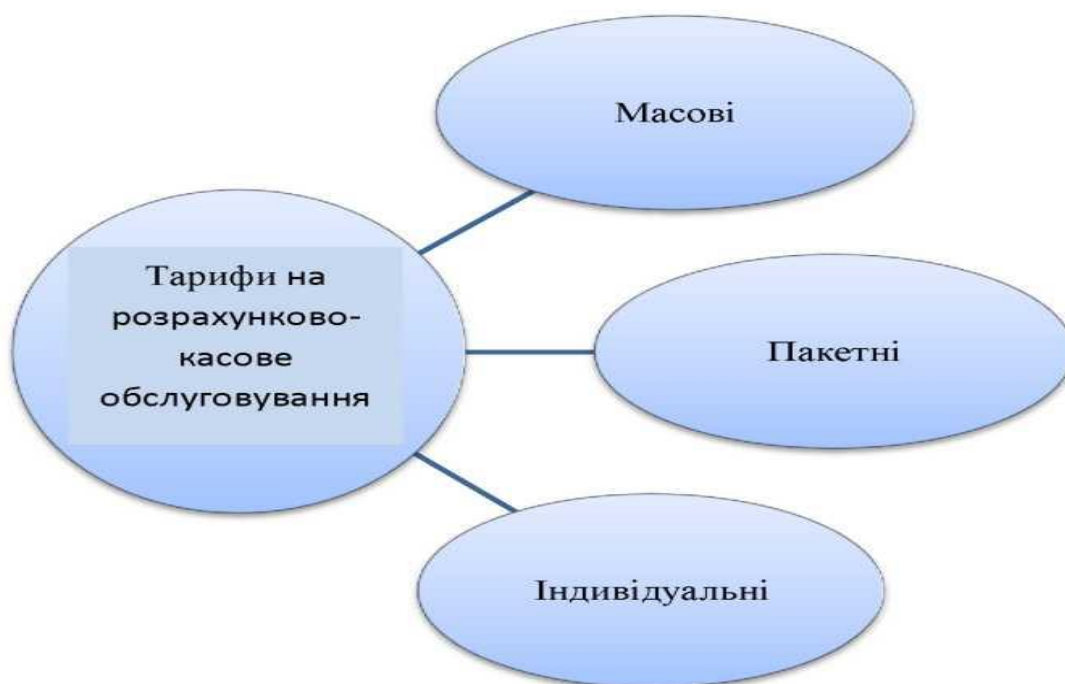 Масові
Тарифи на
розрахунково-
касове
обслуговування
Пакетні
Індивідуальні